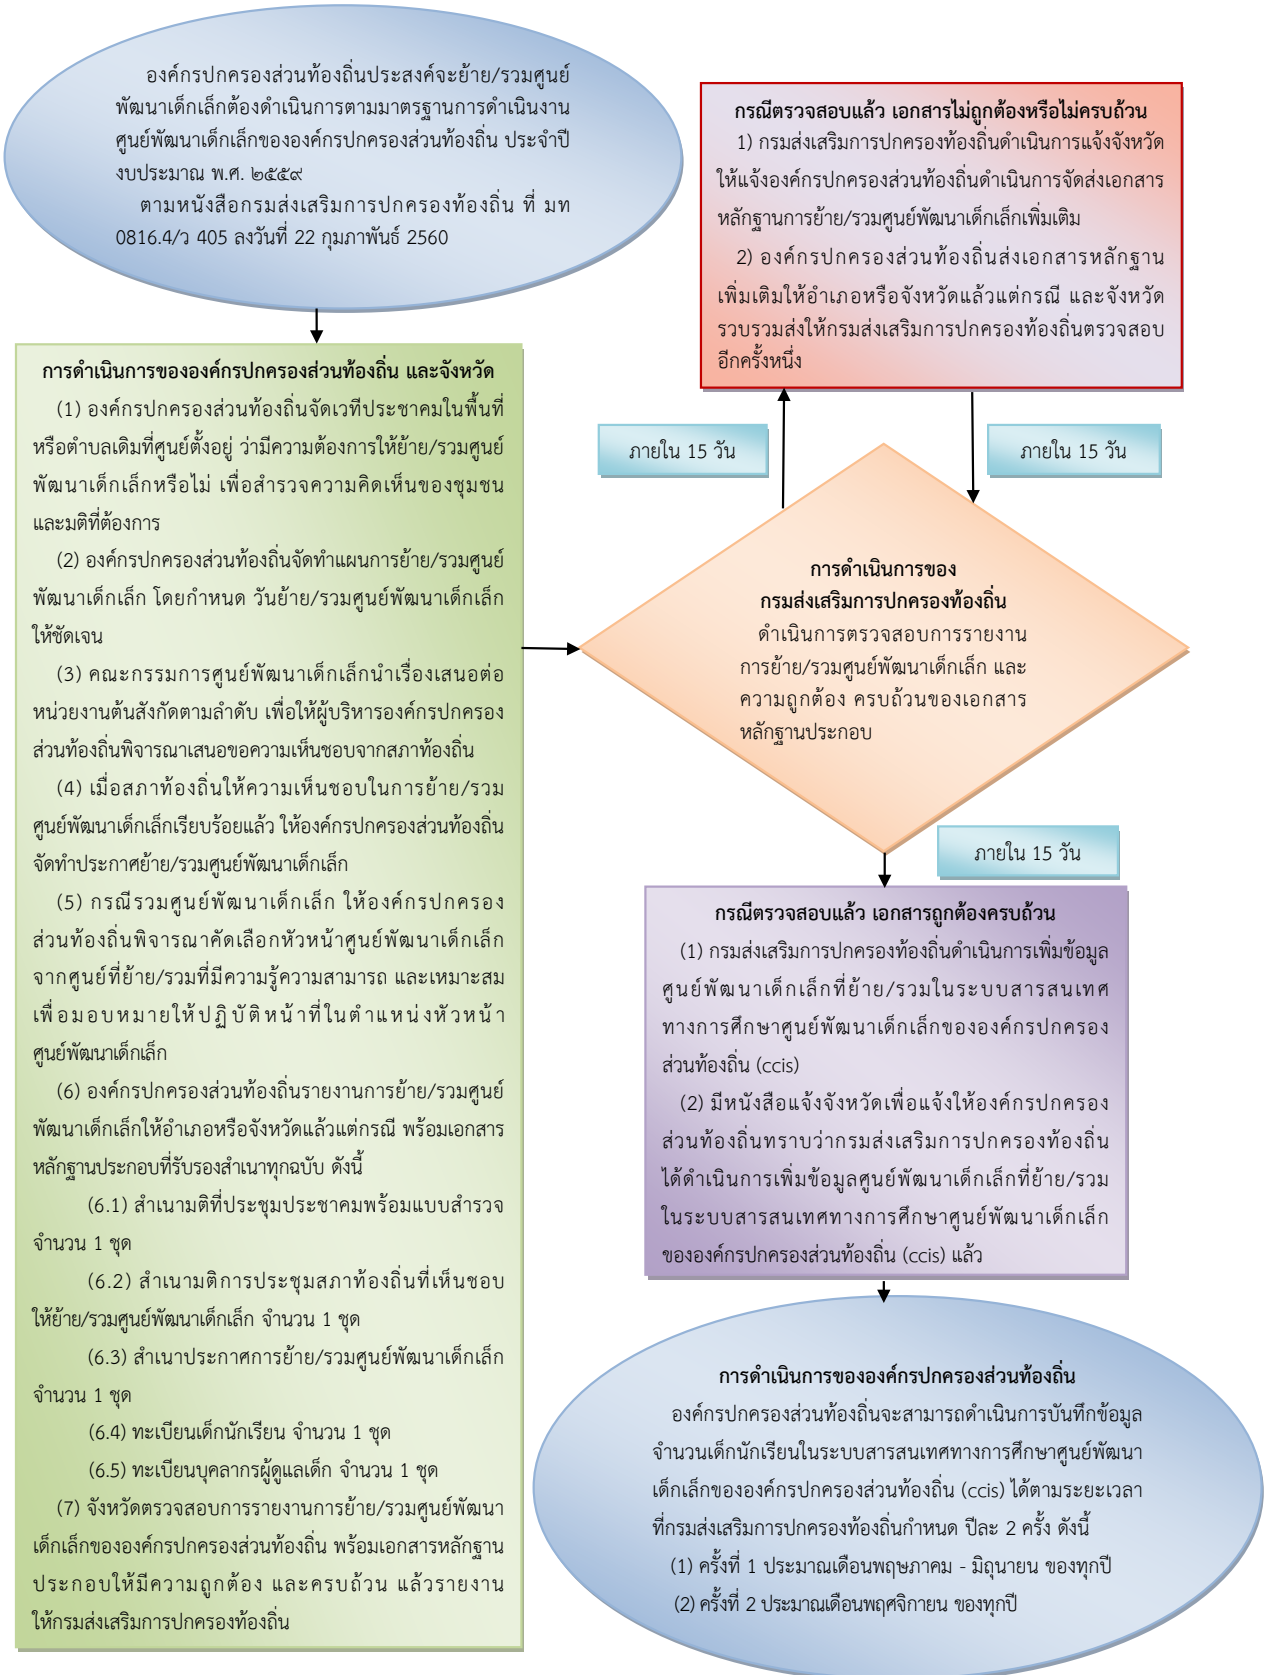 องค์กรปกครองส่วนท้องถิ่นประสงค์จะย้าย/รวมศูนย์
พัฒนาเด็กเล็กต้องดำเนินการตามมาตรฐานการดำเนินงาน
ศูนย์พัฒนาเด็กเล็กขององค์กรปกครองส่วนท้องถิ่น ประจำปี
งบประมาณ พ.ศ. ๒๕๕๙
ตามหนังสือกรมส่งเสริมการปกครองท้องถิ่น ที่ มท
0816.4/ว 405 ลงวันที่ 22 กุมภาพันธ์ 2560
การดำเนินการขององค์กรปกครองส่วนท้องถิ่น และจังหวัด
(1) องค์กรปกครองส่วนท้องถิ่นจัดเวทีประชาคมในพื้นที่
หรือตำบลเดิมที่ศูนย์ตั้งอยู่ ว่ามีความต้องการให้ย้าย/รวมศูนย์
พัฒนาเด็กเล็กหรือไม่ เพื่อสำรวจความคิดเห็นของชุมชน
และมติที่ต้องการ
(2) องค์กรปกครองส่วนท้องถิ่นจัดทำแผนการย้าย/รวมศูนย์
พัฒนาเด็กเล็ก โดยกำหนด วันย้าย/รวมศูนย์พัฒนาเด็กเล็ก
ให้ชัดเจน
(3) คณะกรรมการศูนย์พัฒนาเด็กเล็กนำเรื่องเสนอต่อ
หน่วยงานต้นสังกัดตามลำดับ เพื่อให้ผู้บริหารองค์กรปกครอง
ส่วนท้องถิ่นพิจารณาเสนอขอความเห็นชอบจากสภาท้องถิ่น
(4) เมื่อสภาท้องถิ่นให้ความเห็นชอบในการย้าย/รวม
ศูนย์พัฒนาเด็กเล็กเรียบร้อยแล้ว ให้องค์กรปกครองส่วนท้องถิ่น
จัดทำประกาศย้าย/รวมศูนย์พัฒนาเด็กเล็ก
(5) กรณีรวมศูนย์พัฒนาเด็กเล็ก ให้องค์กรปกครอง
ส่วนท้องถิ่นพิจารณาคัดเลือกหัวหน้าศูนย์พัฒนาเด็กเล็ก
จากศูนย์ที่ย้าย/รวมที่มีความรู้ความสามารถ และเหมาะสม
เพื่อมอบหมายให้ปฏิบัติหน้าที่ในตำแหน่งหัวหน้า
ศูนย์พัฒนาเด็กเล็ก
(6) องค์กรปกครองส่วนท้องถิ่นรายงานการย้าย/รวมศูนย์
พัฒนาเด็กเล็กให้อำเภอหรือจังหวัดแล้วแต่กรณี พร้อมเอกสาร
หลักฐานประกอบที่รับรองสำเนาทุกฉบับ ดังนี้
(6.1) สำเนามติที่ประชุมประชาคมพร้อมแบบสำรวจ
จำนวน 1 ชุด
(6.2) สำเนามติการประชุมสภาท้องถิ่นที่เห็นชอบ
ให้ย้าย/รวมศูนย์พัฒนาเด็กเล็ก จำนวน 1 ชุด
(6.3) สำเนาประกาศการย้าย/รวมศูนย์พัฒนาเด็กเล็ก
จำนวน 1 ชุด
(6.4) ทะเบียนเด็กนักเรียน จำนวน 1 ชุด
(6.5) ทะเบียนบุคลากรผู้ดูแลเด็ก จำนวน 1 ชุด
(7) จังหวัดตรวจสอบการรายงานการย้าย/รวมศูนย์พัฒนา
เด็กเล็กขององค์กรปกครองส่วนท้องถิ่น พร้อมเอกสารหลักฐาน
ประกอบให้มีความถูกต้อง และครบถ้วน แล้วรายงาน
ให้กรมส่งเสริมการปกครองท้องถิ่น
กรณีตรวจสอบแล้ว เอกสารไม่ถูกต้องหรือไม่ครบถ้วน
1) กรมส่งเสริมการปกครองท้องถิ่นดำเนินการแจ้งจังหวัด
ให้แจ้งองค์กรปกครองส่วนท้องถิ่นดำเนินการจัดส่งเอกสาร
หลักฐานการย้าย/รวมศูนย์พัฒนาเด็กเล็กเพิ่มเติม
2) องค์กรปกครองส่วนท้องถิ่นส่งเอกสารหลักฐาน
เพิ่มเติมให้อำเภอหรือจังหวัดแล้วแต่กรณี และจังหวัด
รวบรวมส่งให้กรมส่งเสริมการปกครองท้องถิ่นตรวจสอบ
อีกครั้งหนึ่ง
ภายใน 15 วัน
ภายใน 15 วัน
การดำเนินการของ
กรมส่งเสริมการปกครองท้องถิ่น
ดำเนินการตรวจสอบการรายงาน
การย้าย/รวมศูนย์พัฒนาเด็กเล็ก และ
ความถูกต้อง ครบถ้วนของเอกสาร
หลักฐานประกอบ
ภายใน 15 วัน
กรณีตรวจสอบแล้ว เอกสารถูกต้องครบถ้วน
(1) กรมส่งเสริมการปกครองท้องถิ่นดำเนินการเพิ่มข้อมูล
ศูนย์พัฒนาเด็กเล็กที่ย้าย/รวมในระบบสารสนเทศ
ทางการศึกษาศูนย์พัฒนาเด็กเล็กขององค์กรปกครอง
ส่วนท้องถิ่น (ccis)
(2) มีหนังสือแจ้งจังหวัดเพื่อแจ้งให้องค์กรปกครอง
ส่วนท้องถิ่นทราบว่ากรมส่งเสริมการปกครองท้องถิ่น
ได้ดำเนินการเพิ่มข้อมูลศูนย์พัฒนาเด็กเล็กที่ย้าย/รวม
ในระบบสารสนเทศทางการศึกษาศูนย์พัฒนาเด็กเล็ก
ขององค์กรปกครองส่วนท้องถิ่น (ccis) แล้ว
การดำเนินการขององค์กรปกครองส่วนท้องถิ่น
องค์กรปกครองส่วนท้องถิ่นจะสามารถดำเนินการบันทึกข้อมูล
จำนวนเด็กนักเรียนในระบบสารสนเทศทางการศึกษาศูนย์พัฒนา
เด็กเล็กขององค์กรปกครองส่วนท้องถิ่น (ccis) ได้ตามระยะเวลา
ที่กรมส่งเสริมการปกครองท้องถิ่นกำหนด ปีละ 2 ครั้ง ดังนี้
(1) ครั้งที่ 1 ประมาณเดือนพฤษภาคม - มิถุนายน ของทุกปี
(2) ครั้งที่ 2 ประมาณเดือนพฤศจิกายน ของทุกปี